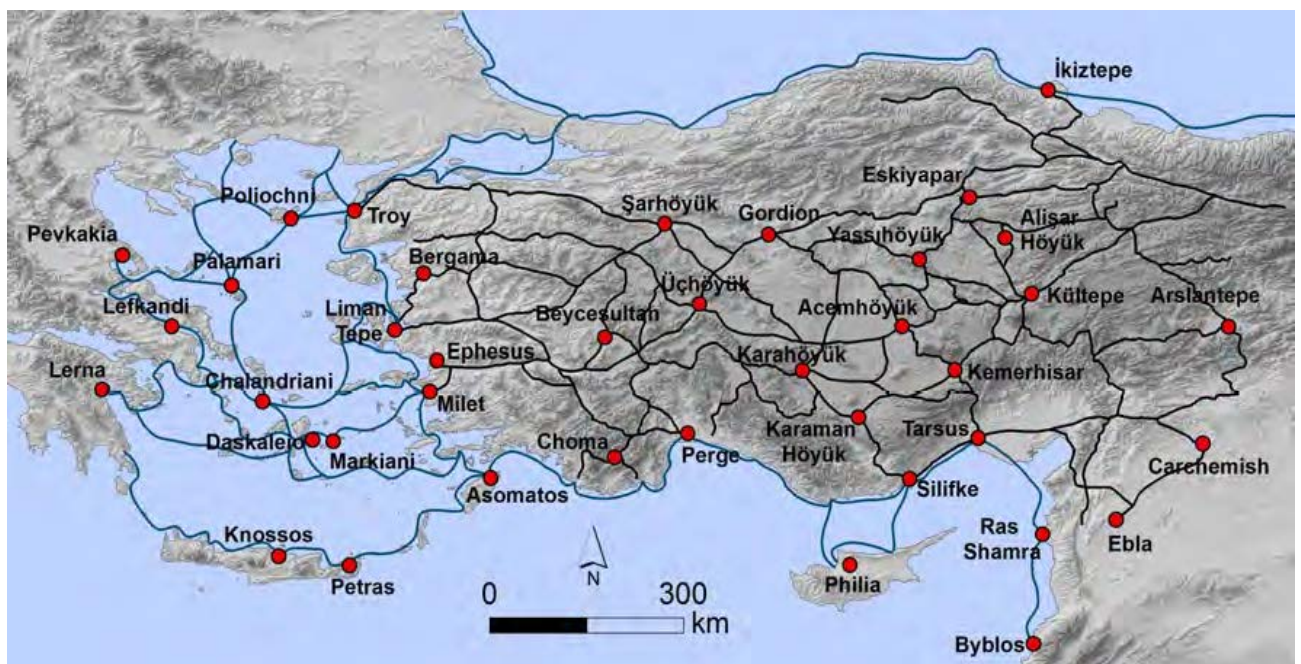 İkiztepe
Eskiyapar
Poliochni
Troy
Şarhöyük
Gordion
Alişar
Höyük
Yassıhöyük
Pevkakia
Palamari
Bergama
Üçhöyük
Kültepe
Arslantepe
Lefkandi
Liman
Tepe
Beycesultan
Acemhöyük
Ephesus
Karahöyük
Kemerhisar
Lerna
Chalandriani
Milet
Daskalejo
Markiani
Choma
Perge
Karaman
Höyük
Tarsus
Carchemish
Asomatos
Silifke
Knossos
Petras
N
Philia
Ras
Shamra
Ebla
0 300
km
Byblos